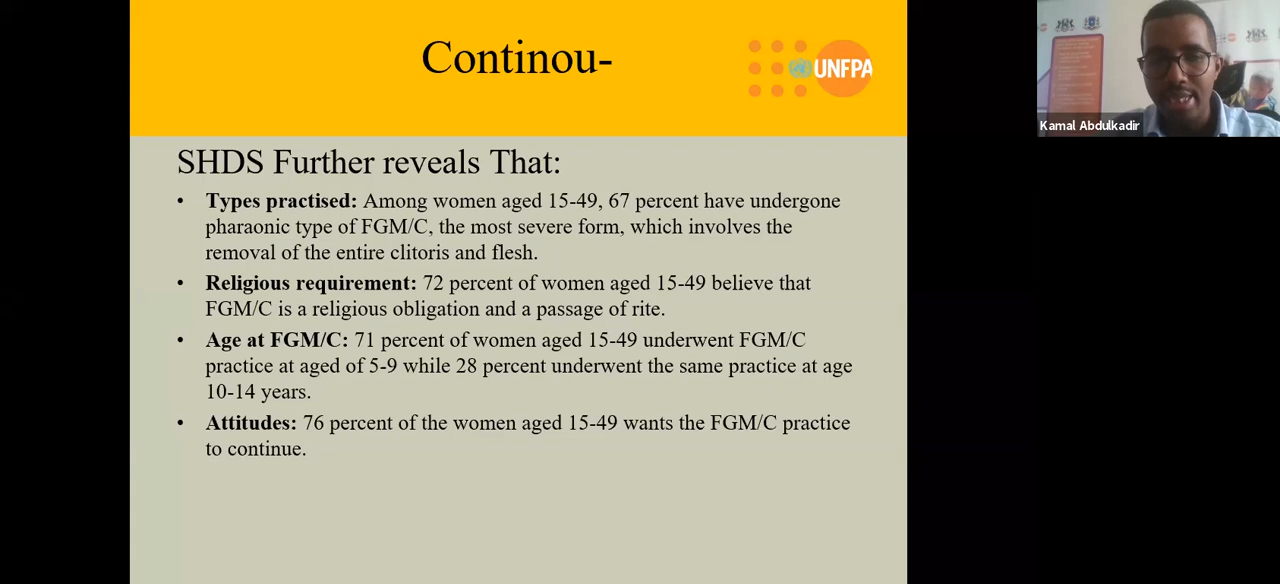 Continou-
UNFPA
SHDS Further reveals That:
• Types practised: Among women aged 15-49, 67 percent have undergone
pharaonic type of FGM/C, the most severe form, which involves the
removal of the entire clitoris and flesh.
• Religious requirement: 72 percent of women aged 15-49 believe that
FGM/C is a religious obligation and a passage of rite.
• Age at FGM/C: 71 percent of women aged 15-49 underwent FGM/C
practice at aged of 5-9 while 28 percent underwent the same practice at age
10-14 years.
• Attitudes: 76 percent of the women aged 15-49 wants the FGM/C practice
to continue.
Kamal Abdulkadir